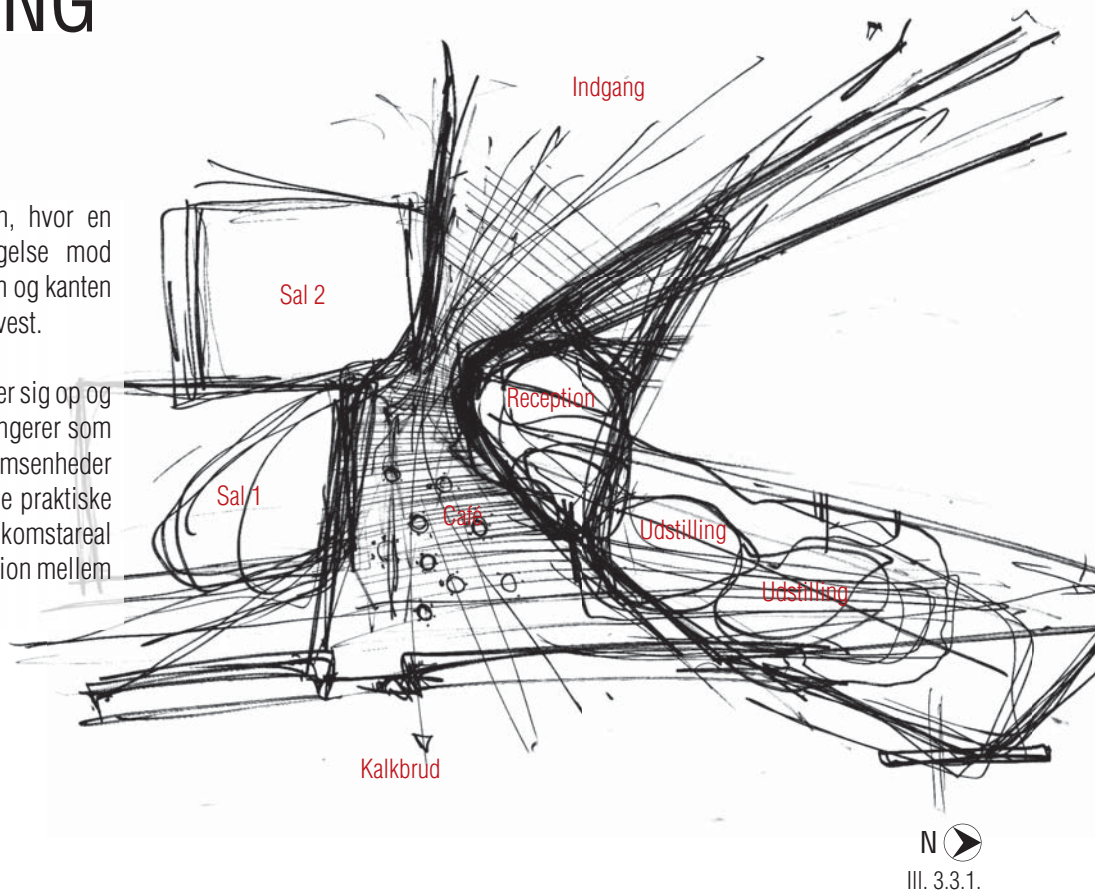 NG
n, hvor en
gelse mod
n og kanten
vest.
er sig op og
ngerer som
msenheder
e praktiske
komstareal
ion mellem
Indgang
Sal 2
Reception
Sal 1
Café
Udstilling
Udstilling
Kalkbrud
N
Ill. 3.3.1.